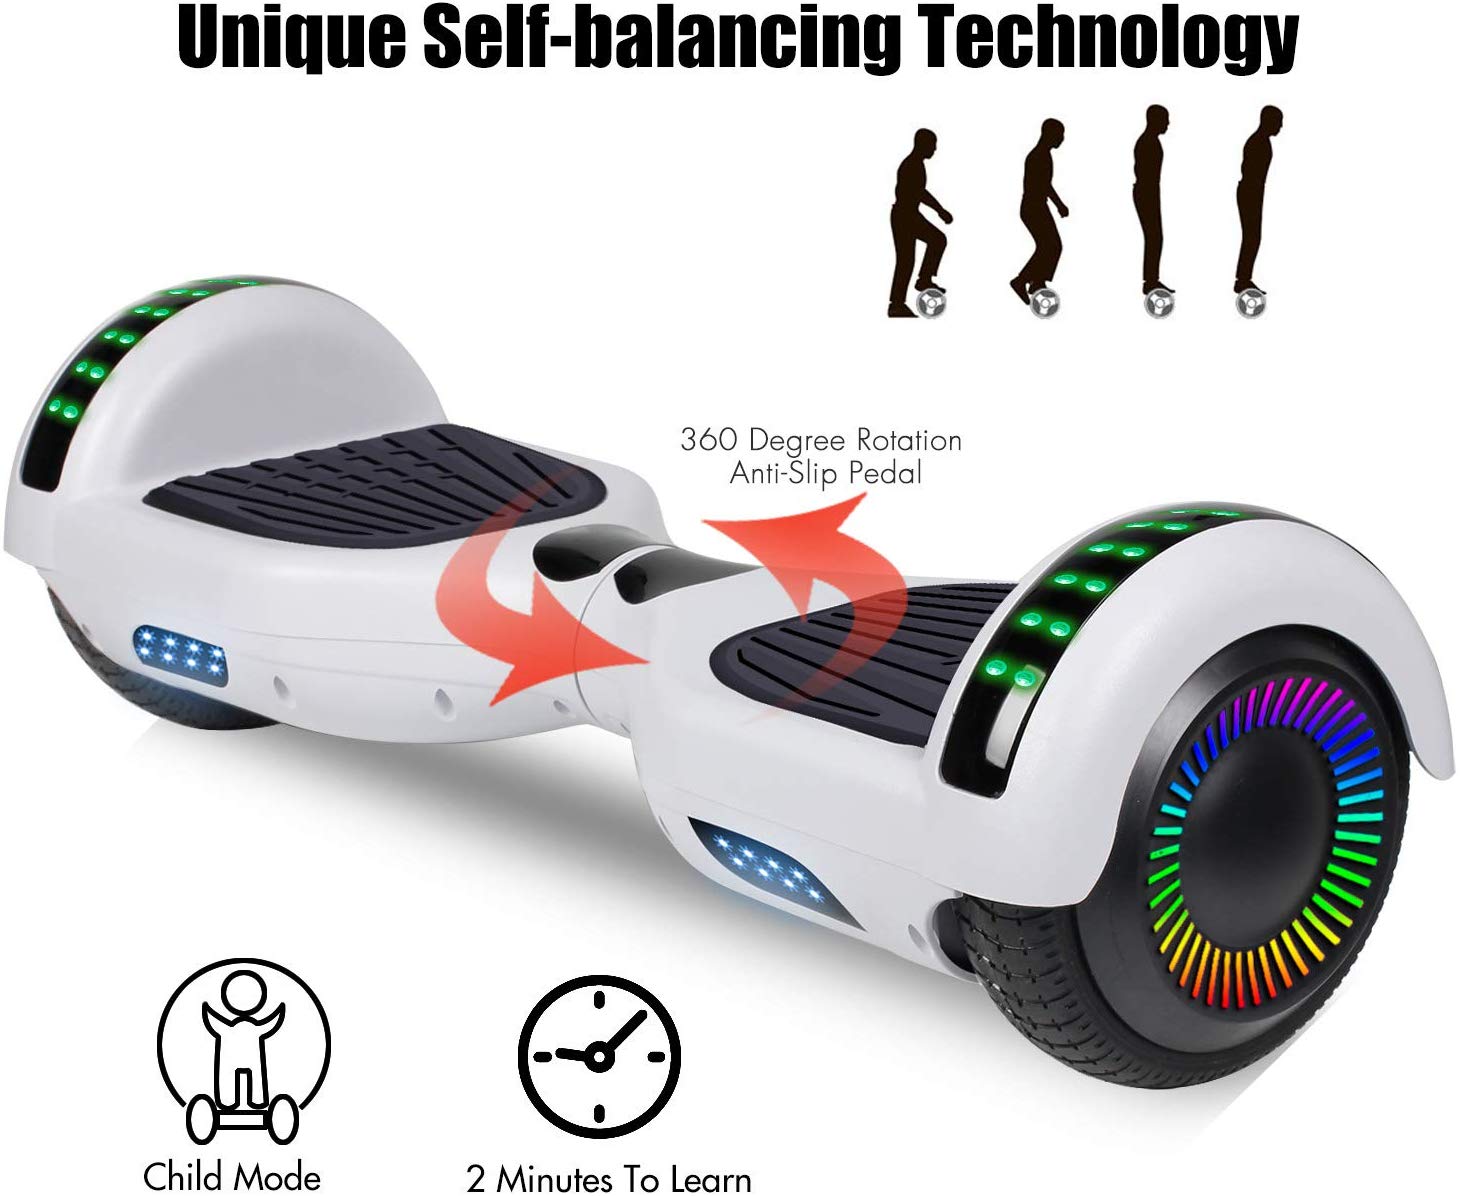 Unique Self-balancing Technology
360 Degree Rotation
Anti-Slip Pedal
Child Mode
2 Minutes To Learn